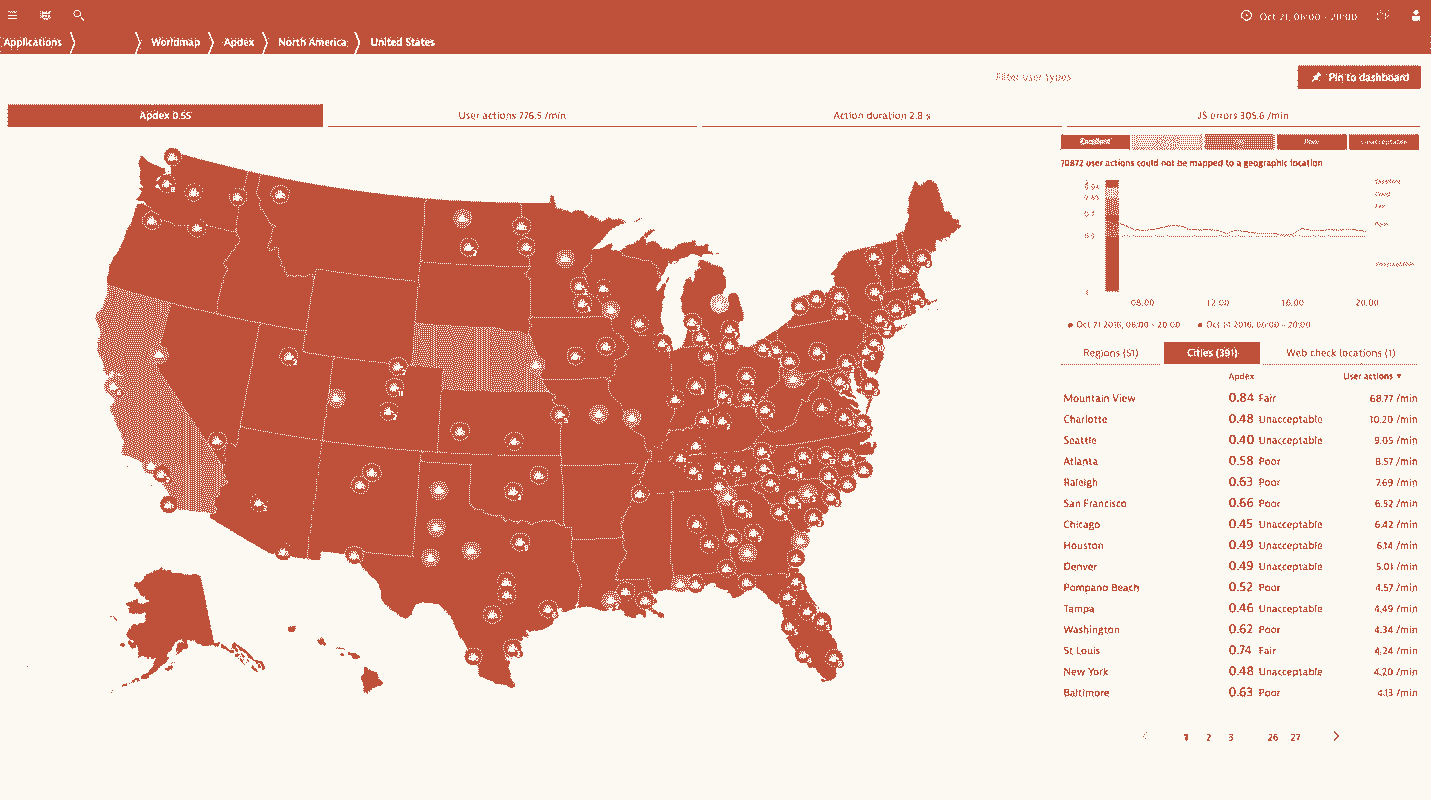 Oct 21, 06:00 - 20:00
Applications
Worldmap
Apdex
North America
United States
Filter user types
Pin to dashboard
Apdex 0.55
User actions 776.5 /min
Action duration 2.8 s
JS errors 305.6 /min
Excellent
Poor
Unacceptable
70872 user actions could not be mapped to a geographic location
08:00 12:00 16:00 20:00
Oct 21 2016, 06:00 - 20:00
Oct 14 2016, 06:00 - 20:00
Regions (51)
Cities (391)
Web check locations (1)
Apdex User actions ▼
Mountain View 0.84 Fair 68.77 /min
Charlotte 0.48 Unacceptable 10.20 /min
Seattle 0.40 Unacceptable 9.05 /min
Atlanta 0.58 Poor 8.57 /min
Raleigh 0.63 Poor 7.69 /min
San Francisco 0.66 Poor 6.52 /min
Chicago 0.45 Unacceptable 6.42 /min
Houston 0.49 Unacceptable 6.14 /min
Denver 0.49 Unacceptable 5.01 /min
Pompano Beach 0.52 Poor 4.57 /min
Tampa 0.46 Unacceptable 4.49 /min
Washington 0.62 Poor 4.34 /min
St Louis 0.74 Fair 4.24 /min
New York 0.48 Unacceptable 4.20 /min
Baltimore 0.63 Poor 4.13 /min
1 2 3 26 27